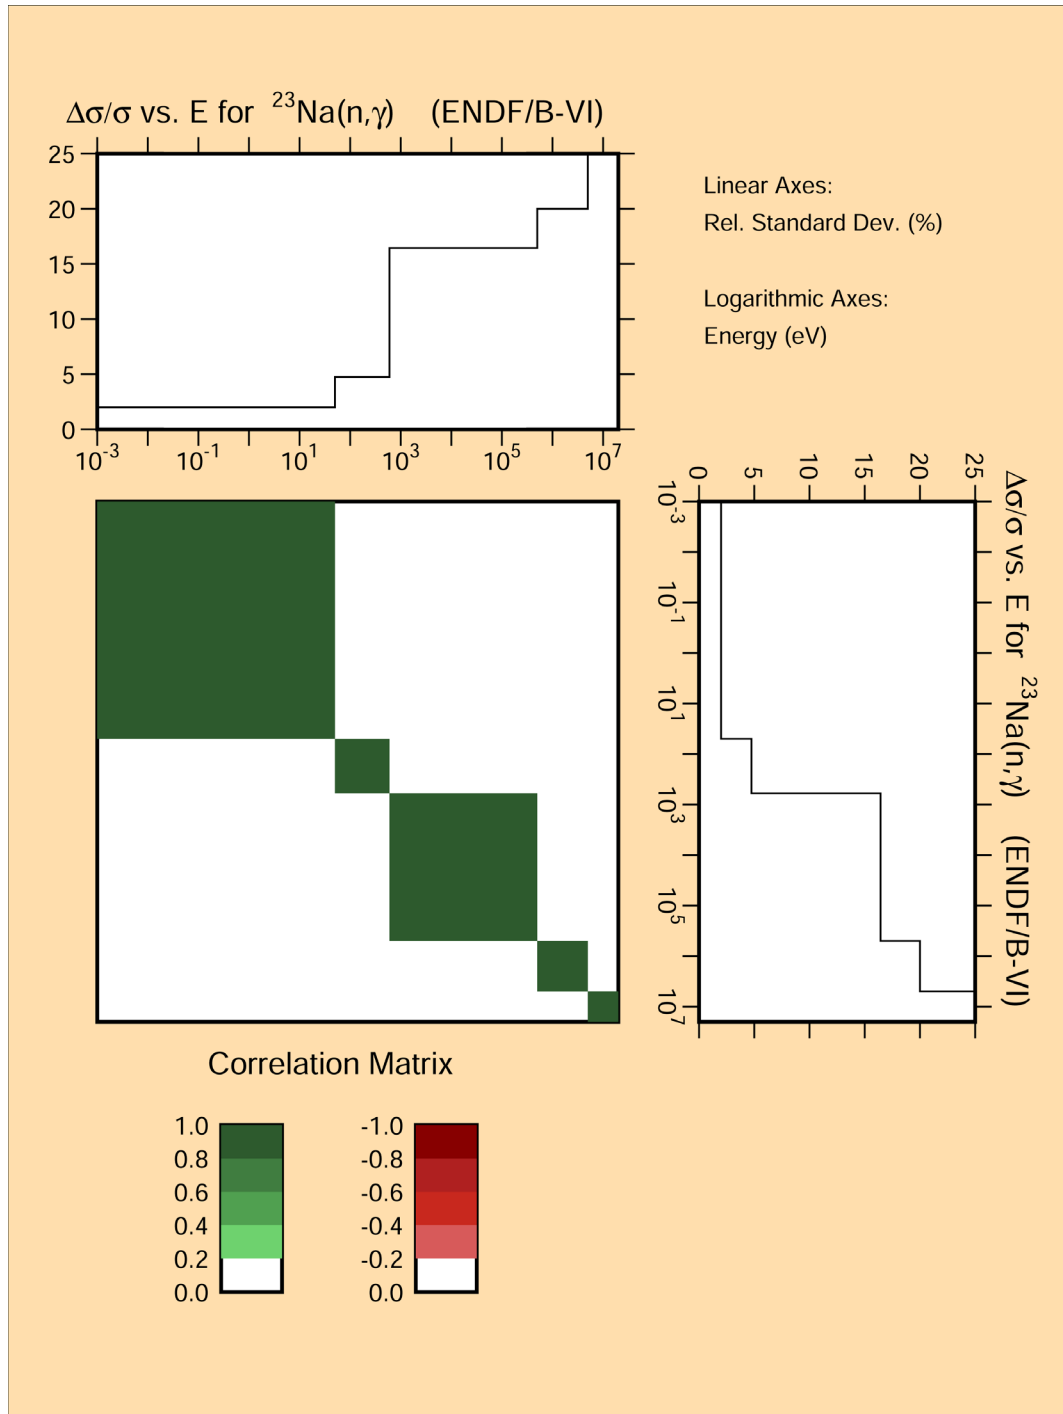 Δσ/σ vs. E for ²³Na(n,γ) (ENDF/B-VI)
25
20
15
10
5
0
10⁻³ 10⁻¹ 10¹ 10³ 10⁵ 10⁷
Linear Axes:
Rel. Standard Dev. (%)
Logarithmic Axes:
Energy (eV)
0 5 10 15 20 25
10⁻³
10⁻¹
10¹
10³
10⁵
10⁷
Δσ/σ vs. E for ²³Na(n,γ) (ENDF/B-VI)
Correlation Matrix
1.0
0.8
0.6
0.4
0.2
0.0
-1.0
-0.8
-0.6
-0.4
-0.2
0.0